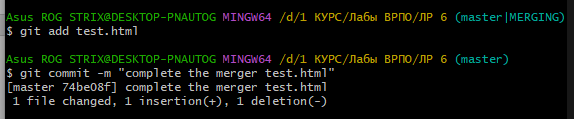 Asus ROG STRIX@DESKTOP-PNAUTOG MINGW64 /d/1 КУРС/Лабы ВРПО/ЛР 6 (master|MERGING)
$ git add test.html
Asus ROG STRIX@DESKTOP-PNAUTOG MINGW64 /d/1 КУРС/Лабы ВРПО/ЛР 6 (master)
$ git commit -m "complete the merger test.html"
[master 74be08f] complete the merger test.html
1 file changed, 1 insertion(+), 1 deletion(-)